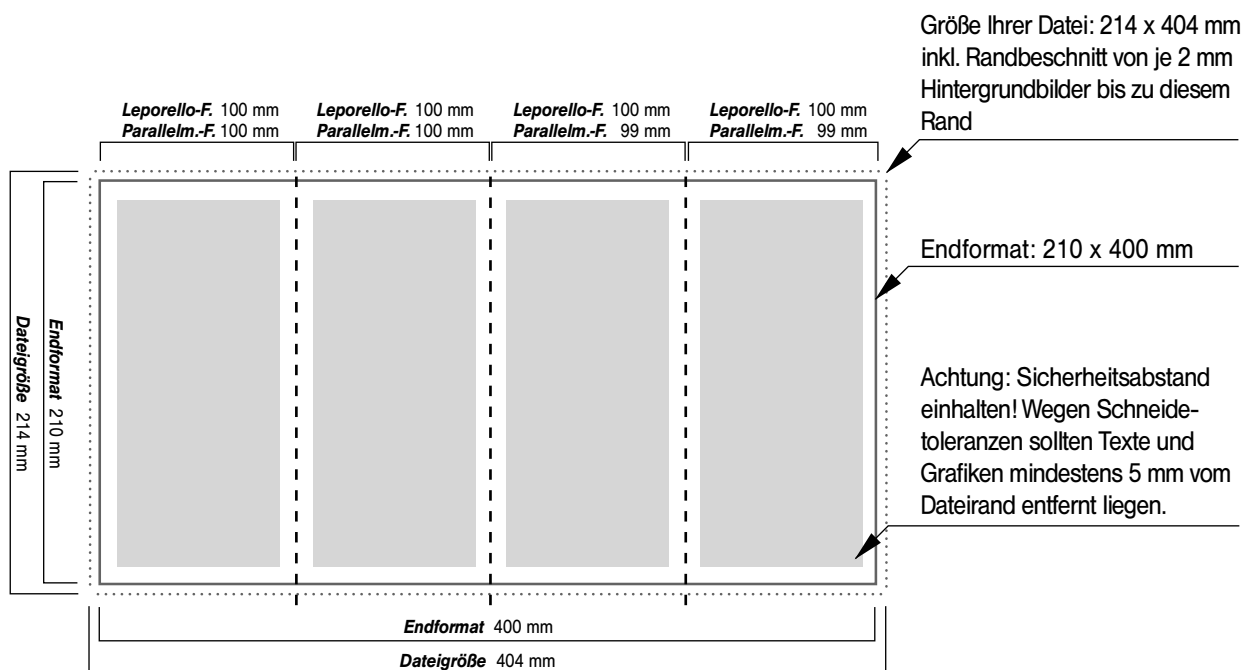 Größe Ihrer Datei: 214 x 404 mm
inkl. Randbeschnitt von je 2 mm
Hintergrundbilder bis zu diesem
Rand
Leporello-F. 100 mm
Parallelm.-F. 100 mm
Leporello-F. 100 mm
Parallelm.-F. 100 mm
Leporello-F. 100 mm
Parallelm.-F. 99 mm
Leporello-F. 100 mm
Parallelm.-F. 99 mm
Endformat: 210 x 400 mm
Dateigröße 214 mm
Endformat 210 mm
Achtung: Sicherheitsabstand
einhalten! Wegen Schneide-
toleranzen sollten Texte und
Grafiken mindestens 5 mm vom
Dateirand entfernt liegen.
Endformat 400 mm
Dateigröße 404 mm